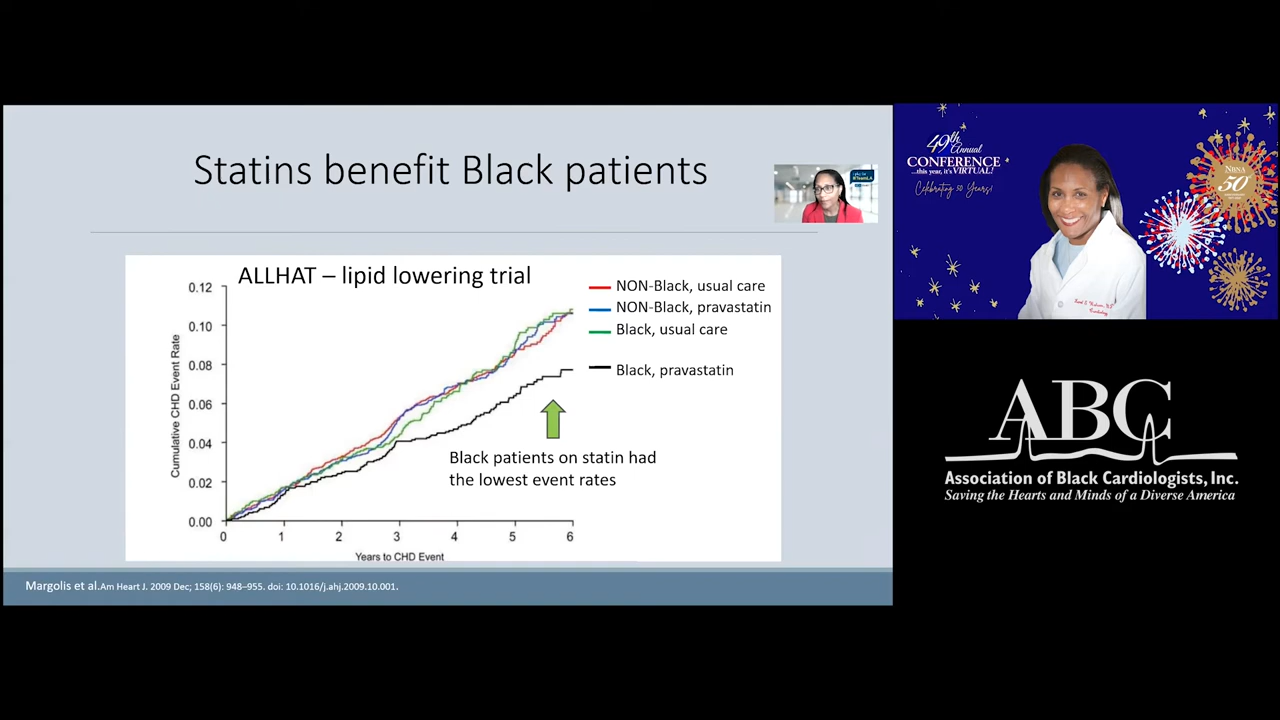 Statins benefit Black patients
ALLHAT – lipid lowering trial
0.12
0.10
0.08
0.06
0.04
0.02
0.00
Cumulative CHD Event Rate
0 1 2 3 4 5 6
Years to CHD Event
NON-Black, usual care
NON-Black, pravastatin
Black, usual care
Black, pravastatin
Black patients on statin had
the lowest event rates
Margolis et al.Am Heart J. 2009 Dec; 158(6): 948–955. doi: 10.1016/j.ahj.2009.10.001.
49th
Annual
CONFERENCE
...this year, it's VIRTUAL!
Celebrating 50 Years!
NBNA
50
ABC
Association of Black Cardiologists, Inc.
Saving the Hearts and Minds of a Diverse America